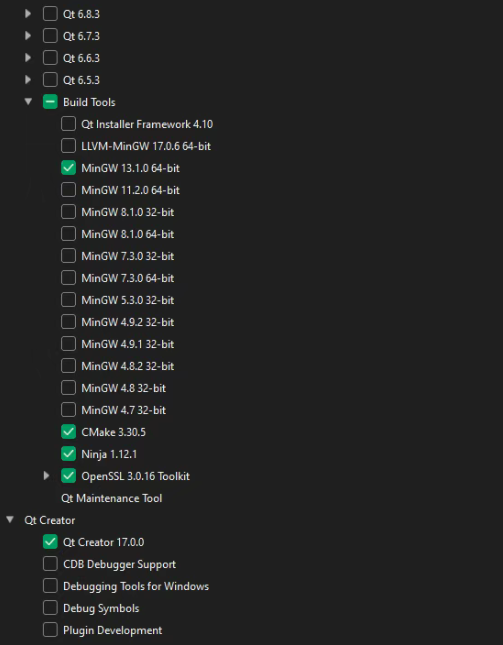 Qt 6.8.3
Qt 6.7.3
Qt 6.6.3
Qt 6.5.3
Build Tools
Qt Installer Framework 4.10
LLVM-MinGW 17.0.6 64-bit
MinGW 13.1.0 64-bit
MinGW 11.2.0 64-bit
MinGW 8.1.0 32-bit
MinGW 8.1.0 64-bit
MinGW 7.3.0 32-bit
MinGW 7.3.0 64-bit
MinGW 5.3.0 32-bit
MinGW 4.9.2 32-bit
MinGW 4.9.1 32-bit
MinGW 4.8.2 32-bit
MinGW 4.8 32-bit
MinGW 4.7 32-bit
CMake 3.30.5
Ninja 1.12.1
OpenSSL 3.0.16 Toolkit
Qt Maintenance Tool
Qt Creator
Qt Creator 17.0.0
CDB Debugger Support
Debugging Tools for Windows
Debug Symbols
Plugin Development